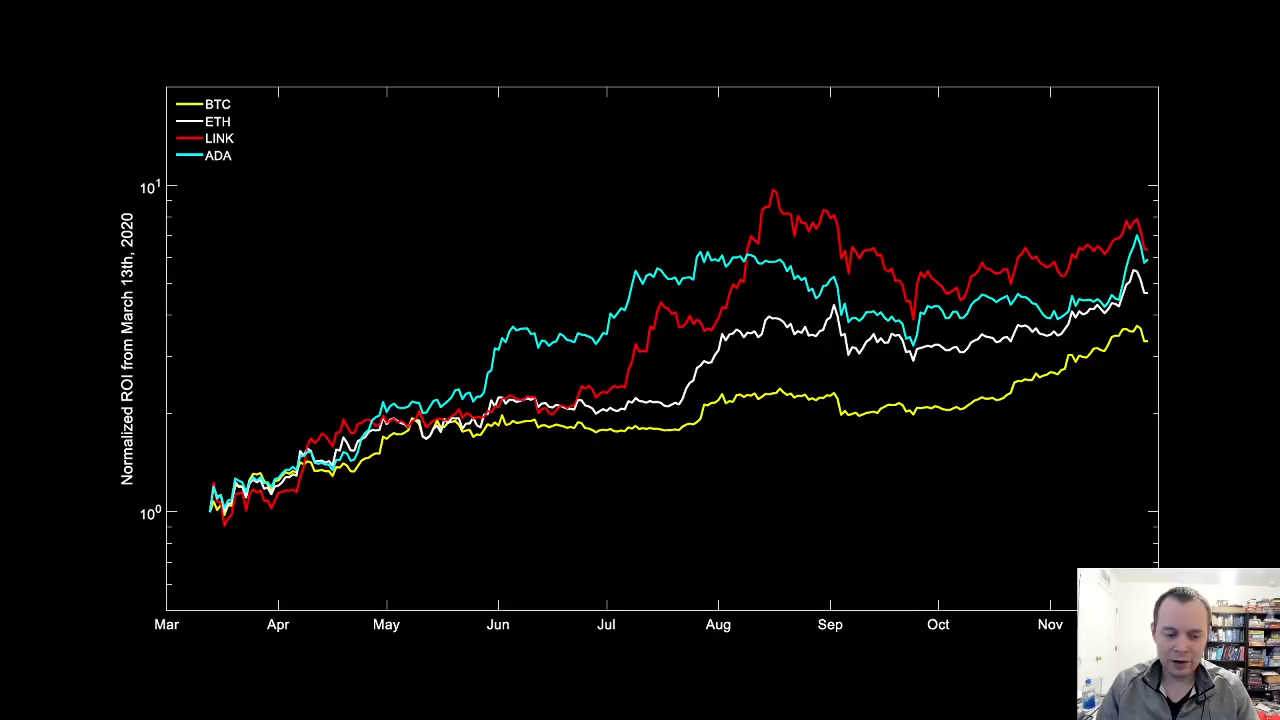 BTC
ETH
LINK
ADA
10¹
10⁰
Normalized ROI from March 13th, 2020
Mar Apr May Jun Jul Aug Sep Oct Nov